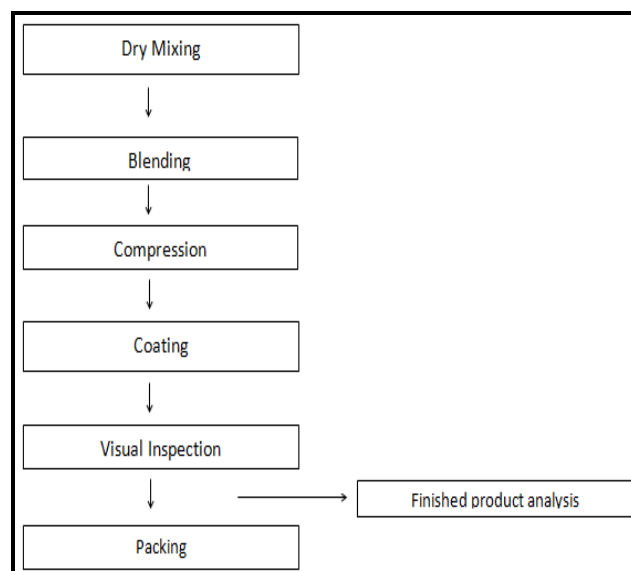 Dry Mixing
Blending
Compression
Coating
Visual Inspection
Finished product analysis
Packing